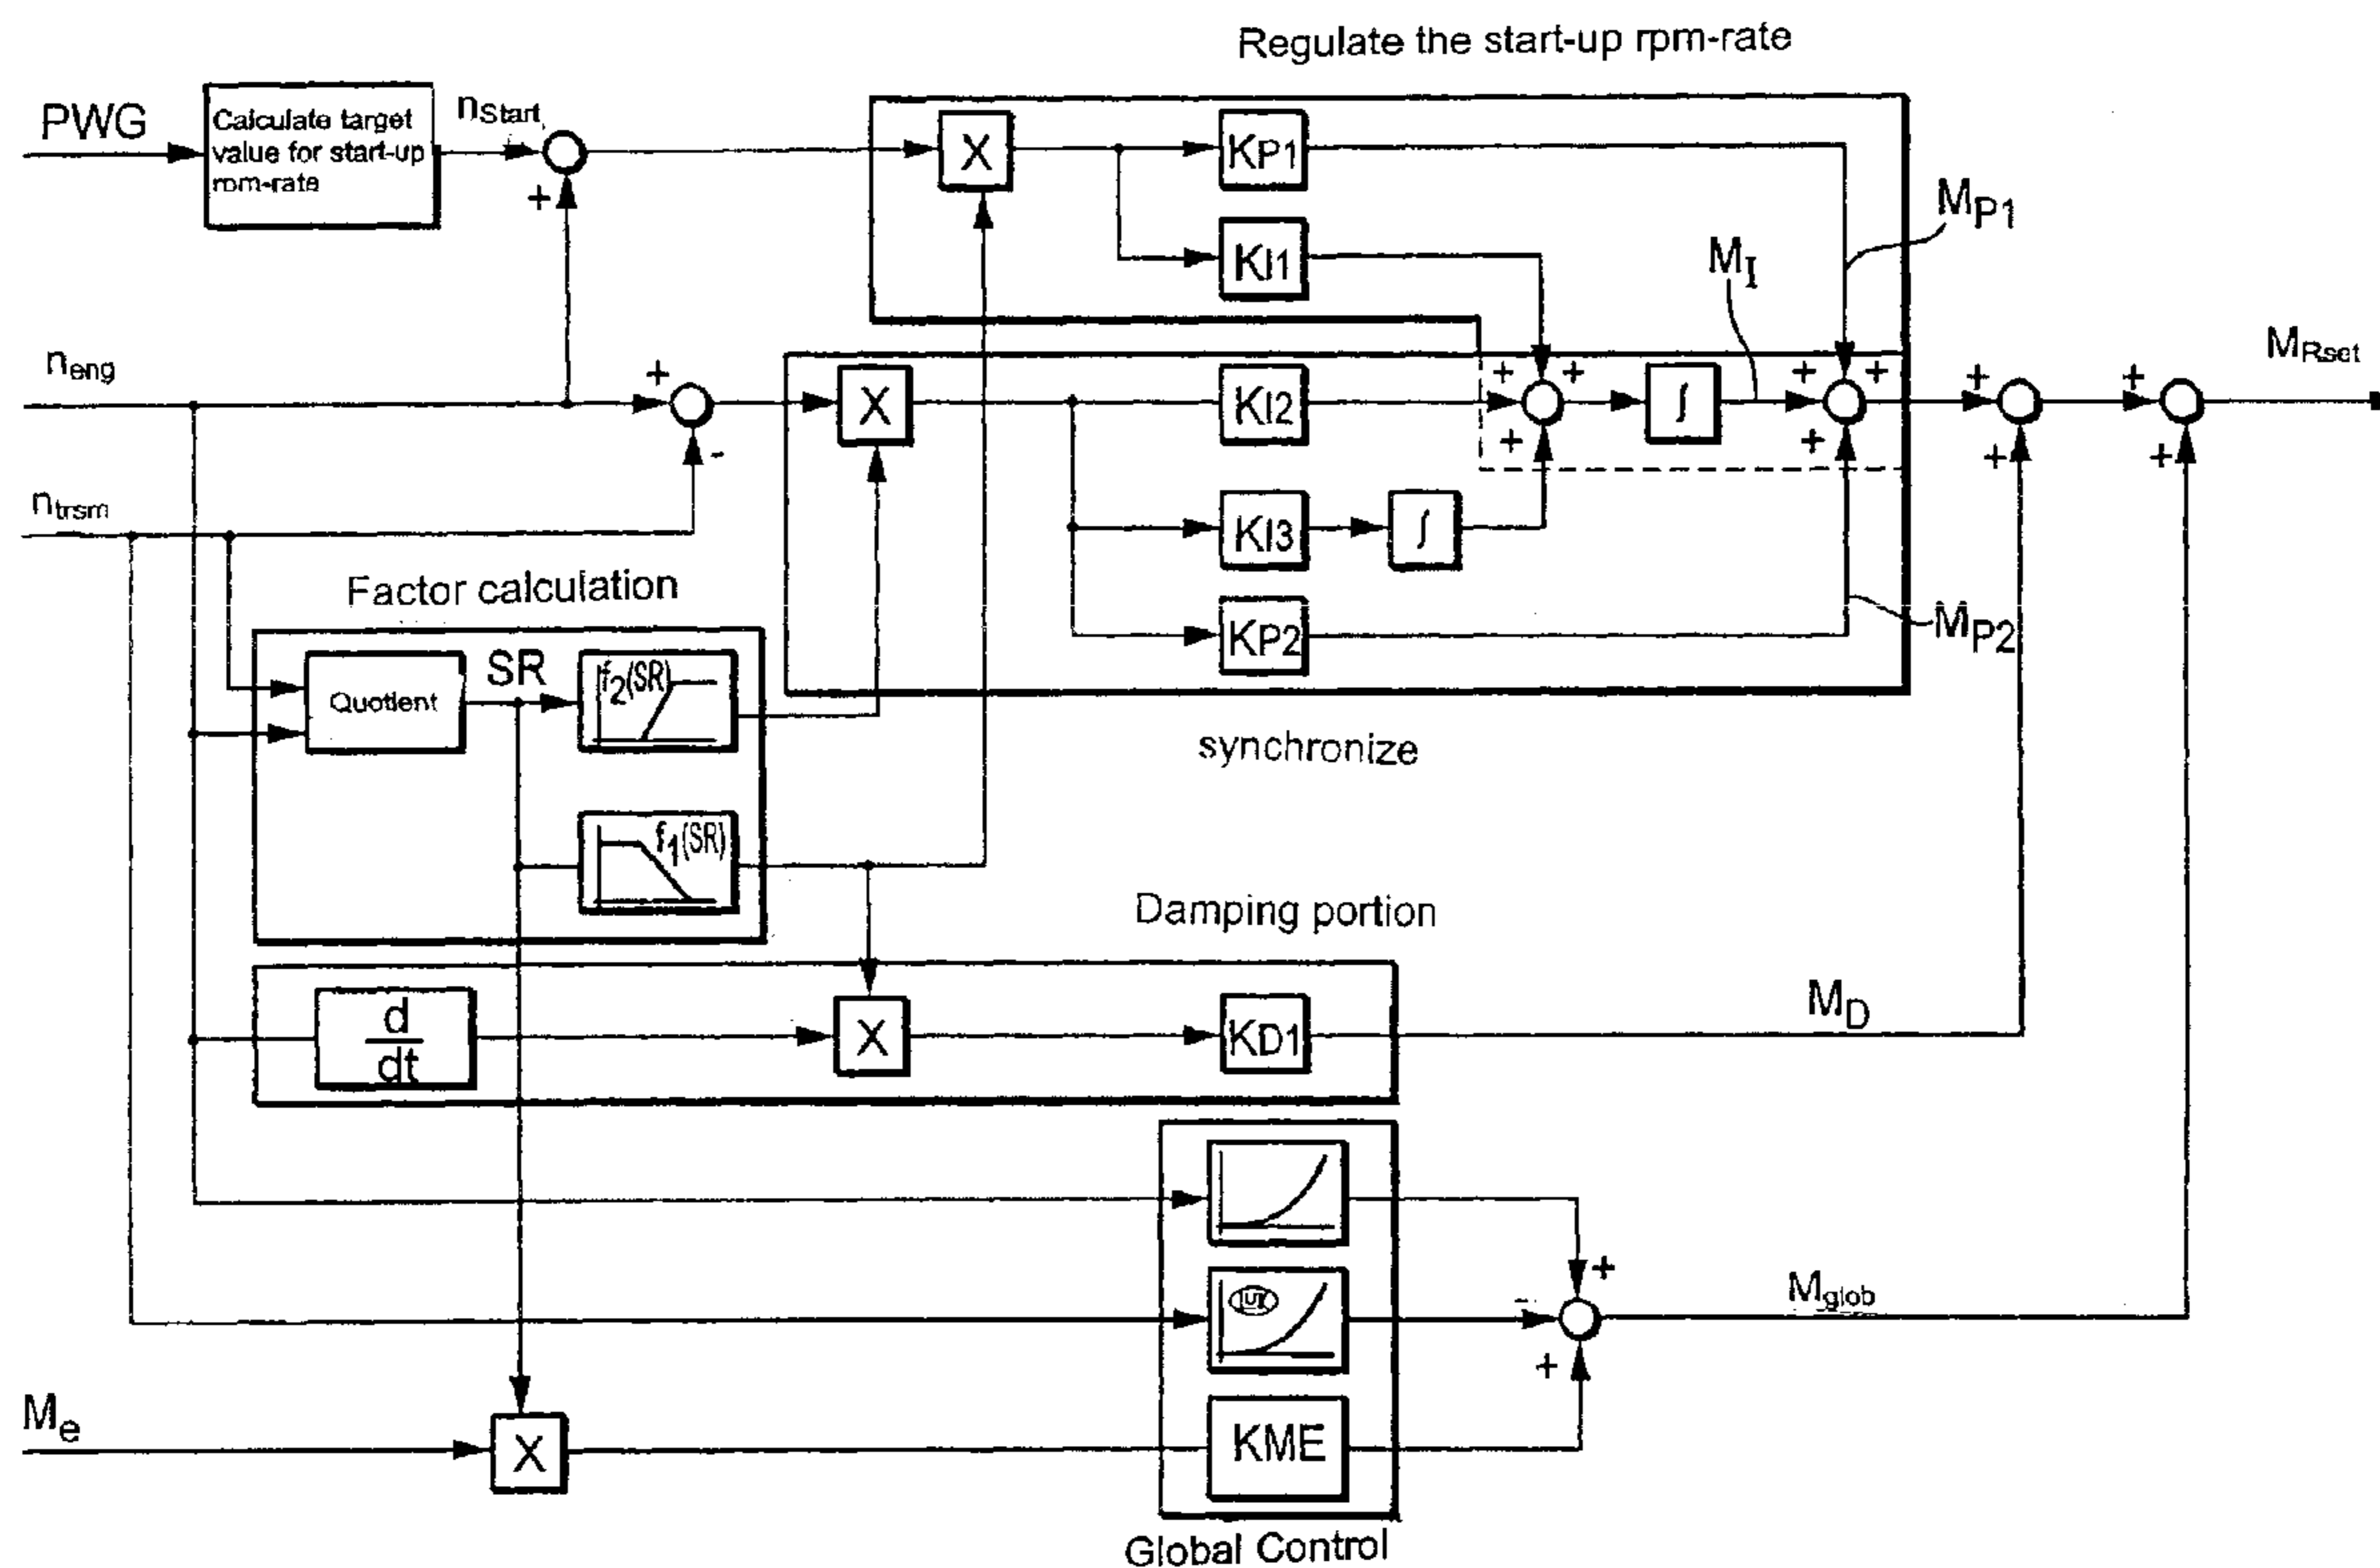 Regulate the start-up rpm-rate
PWG
Calculate target
value for start-up
rpm-rate
nStart
+
X
KP1
MP1
KI1
MI
neng
+
-
X
KI2
+ +
+
∫
+ +
+
+
+
+
+
MRset
ntrsm
KI3
∫
KP2
MP2
Factor calculation
Quotient
SR
f2(SR)
synchronize
f1(SR)
Damping portion
d
dt
X
KD1
MD
+
-
+
Mglob
Me
X
KME
Global Control